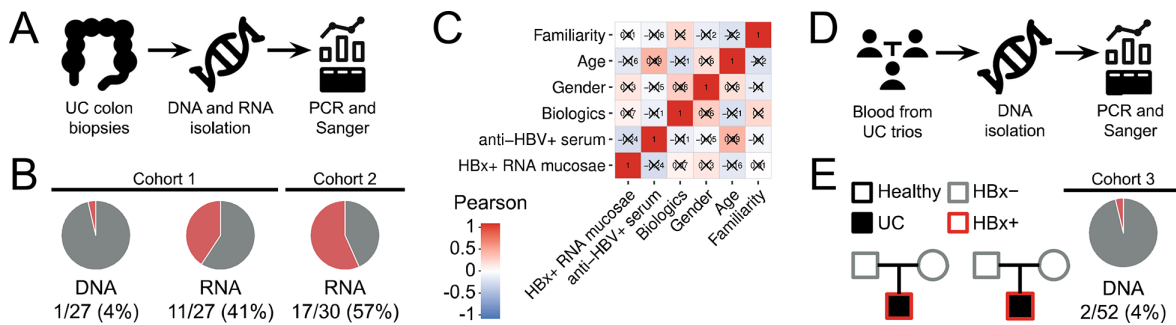 A
UC colon
biopsies
DNA and RNA
isolation
PCR and
Sanger
B
Cohort 1
Cohort 2
DNA
1/27 (4%)
RNA
11/27 (41%)
RNA
17/30 (57%)
C
Familiarity
Age
Gender
Biologics
anti−HBV+ serum
HBx+ RNA mucosae
1
1
1
1
1
1
HBx+ RNA mucosae
anti−HBV+ serum
Biologics
Gender
Age
Familiarity
Pearson
1
0.5
0
-0.5
-1
D
Blood from
UC trios
DNA
isolation
PCR and
Sanger
E
Healthy
UC
HBx−
HBx+
Cohort 3
DNA
2/52 (4%)